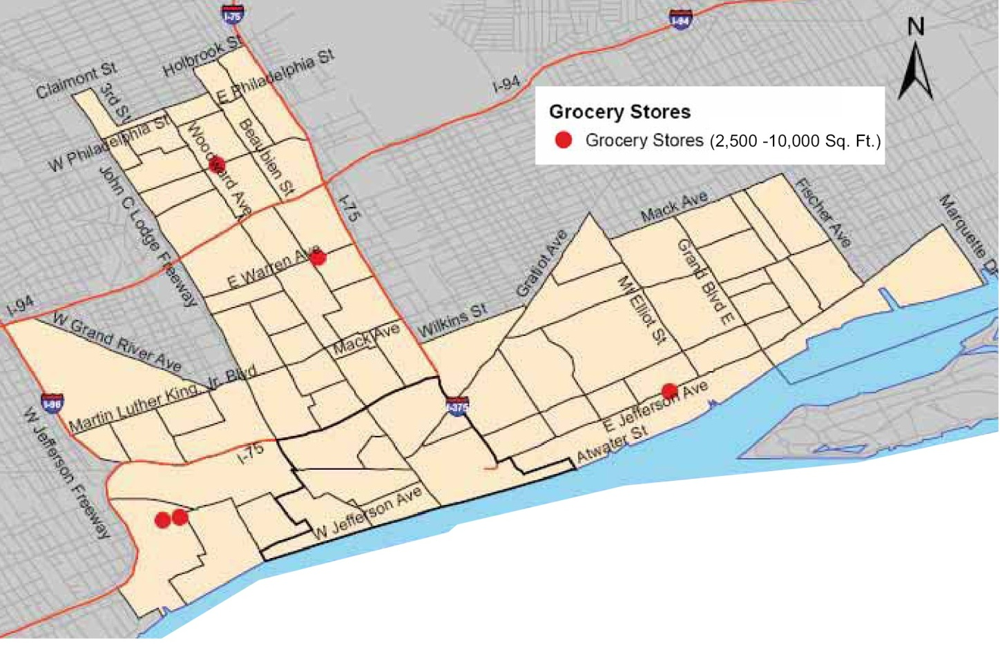 I-75
I-94
N
Holbrook St
Claimont St
3rd St
E Philadelphia St
I-94
Grocery Stores
Grocery Stores (2,500 -10,000 Sq. Ft.)
W Philadelphia St
Woodward Ave
Beaubien St
John C Lodge Freeway
I-75
Mack Ave
Fischer Ave
Marquette Dr
Gratiot Ave
Grand Blvd E
E Warren Ave
Mt Elliot St
I-94
W Grand River Ave
Wilkins St
Mack Ave
Martin Luther King, Jr. Blvd
I-96
I-375
W Jefferson Freeway
E Jefferson Ave
Atwater St
I-75
W Jefferson Ave